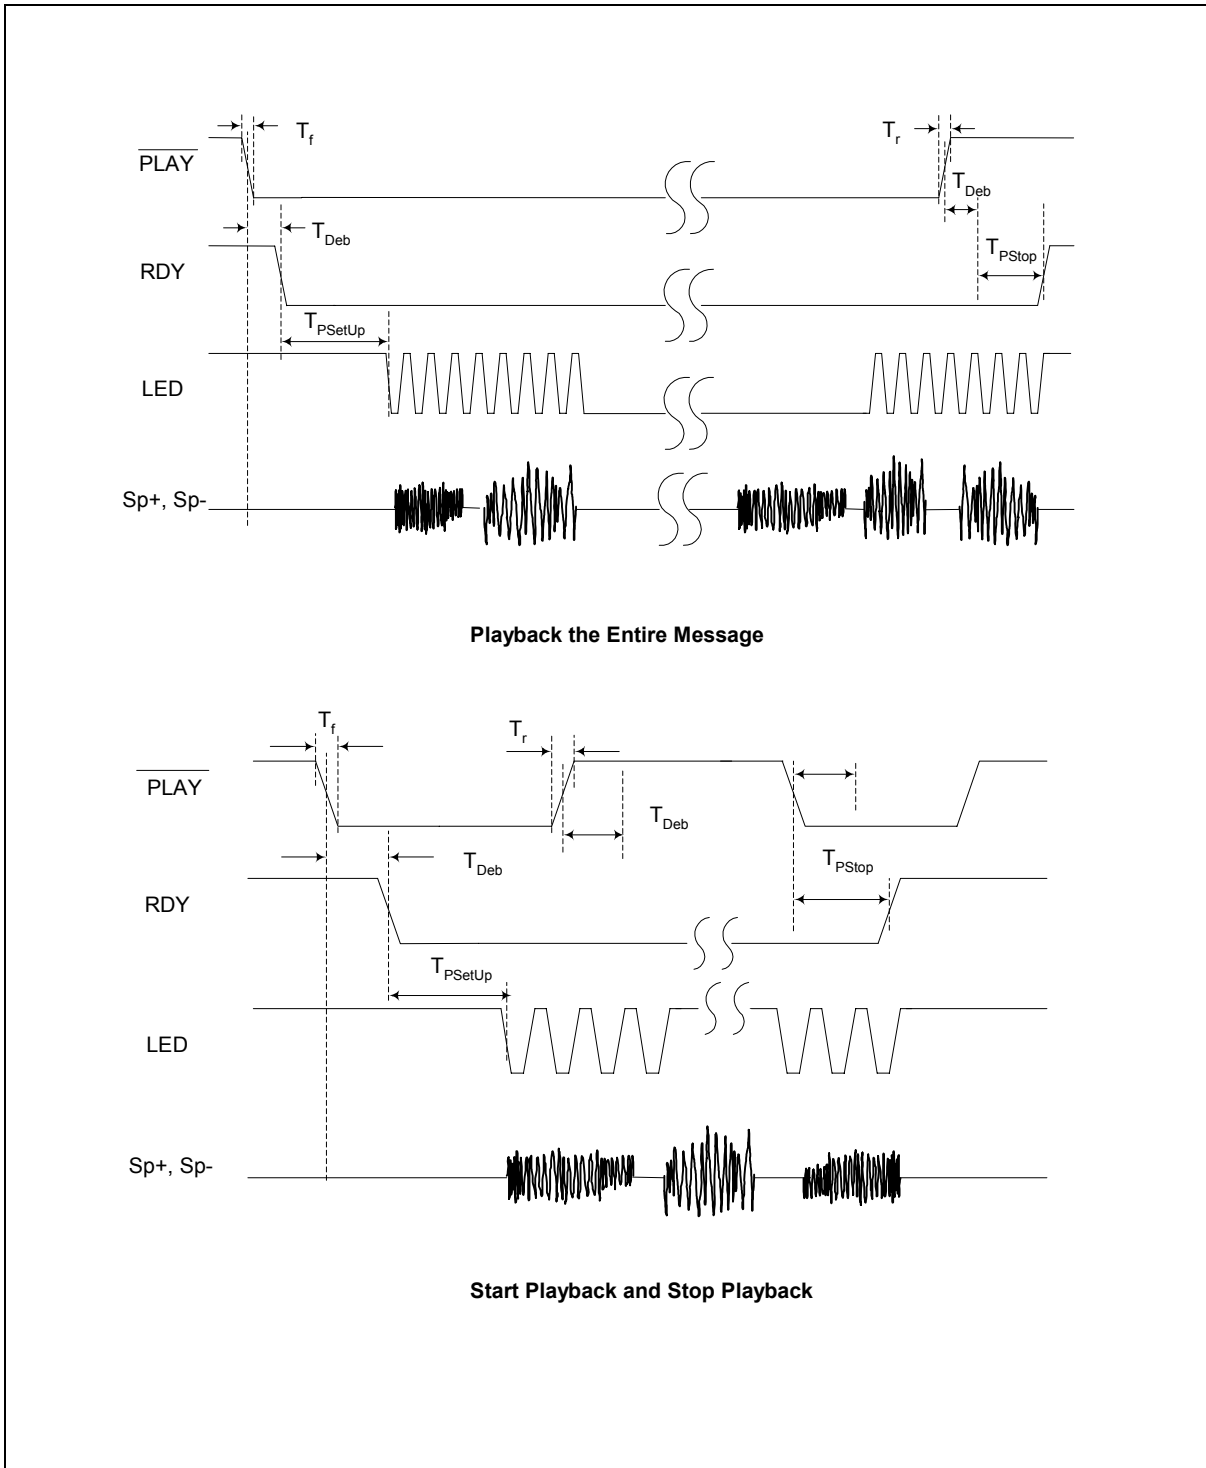 T_f
T_r
PLAY
T_Deb
T_Deb
T_PStop
RDY
T_PSetUp
LED
Sp+, Sp-
Playback the Entire Message
T_f
T_r
PLAY
T_Deb
T_Deb
T_PStop
RDY
T_PSetUp
LED
Sp+, Sp-
Start Playback and Stop Playback